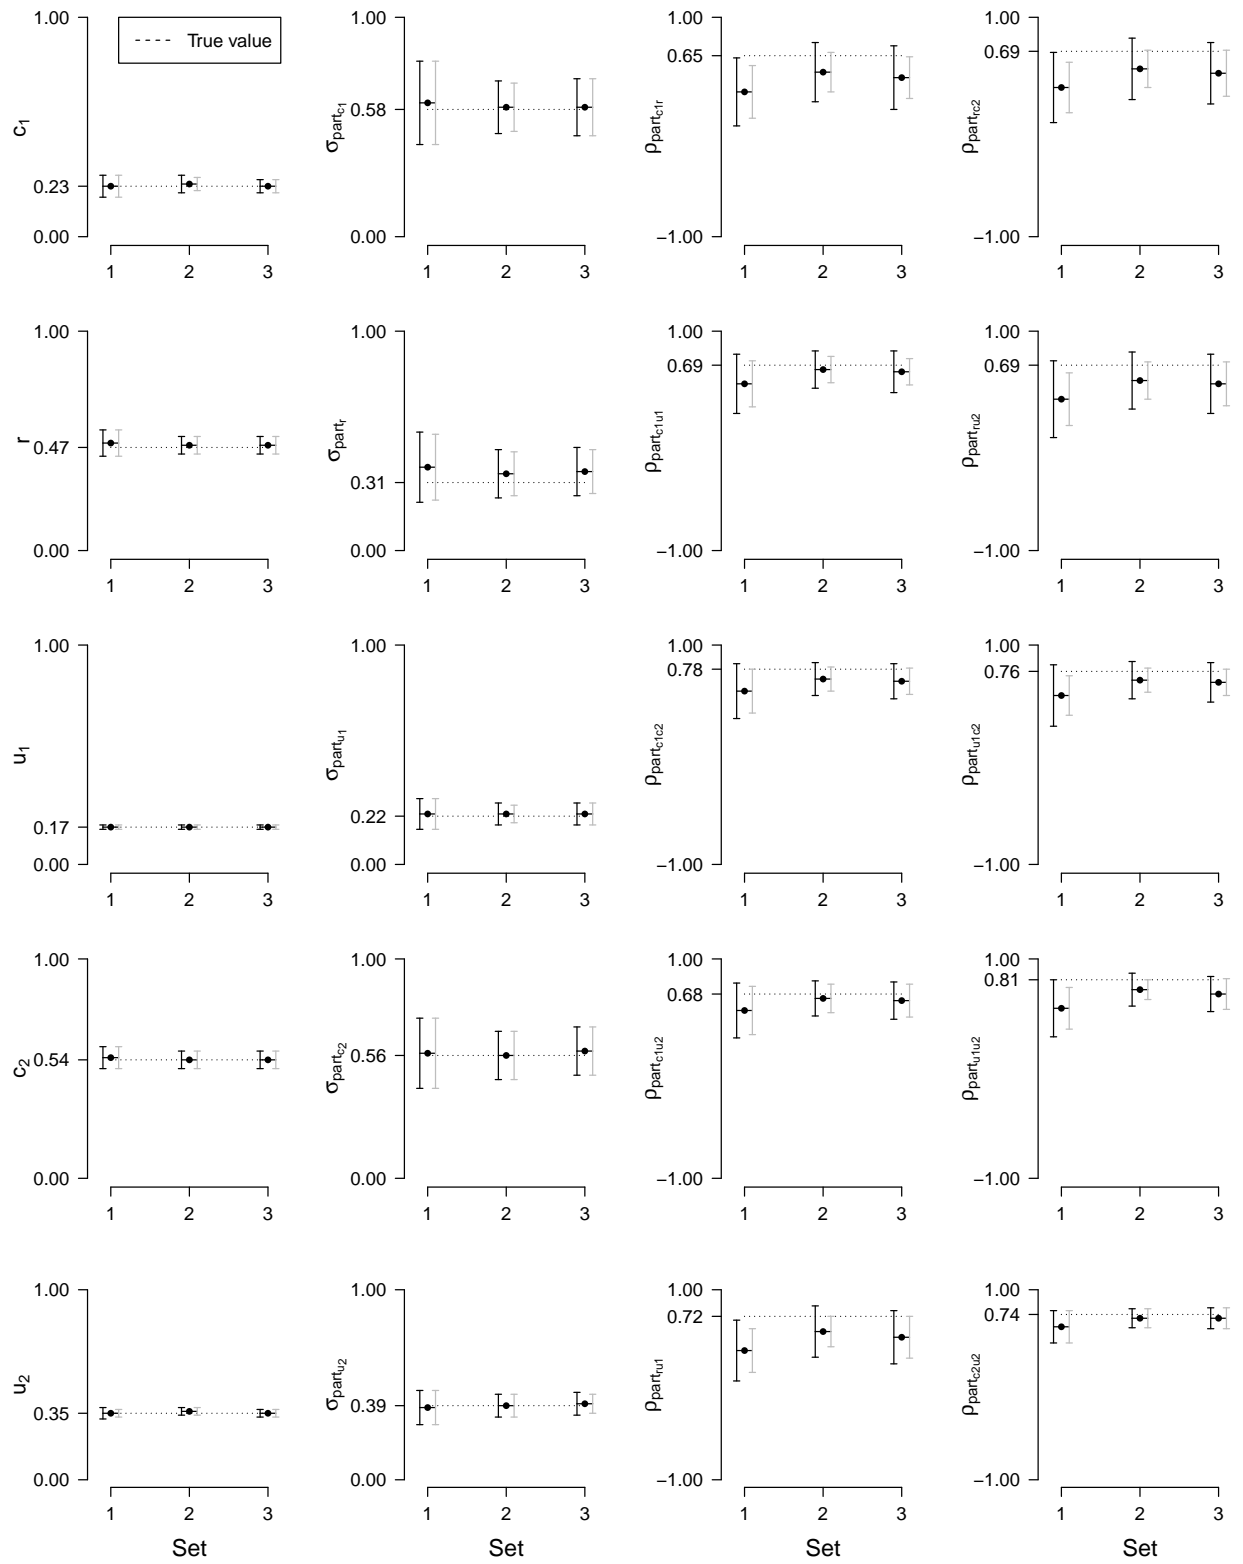 True value
c1
1.00
0.23
0.00
1 2 3
σpartc1
1.00
0.58
0.00
1 2 3
ρpartc1r
1.00
0.65
−1.00
1 2 3
ρpartrc2
1.00
0.69
−1.00
1 2 3
r
1.00
0.47
0.00
1 2 3
σpartr
1.00
0.31
0.00
1 2 3
ρpartc1u1
1.00
0.69
−1.00
1 2 3
ρpartru2
1.00
0.69
−1.00
1 2 3
u1
1.00
0.17
0.00
1 2 3
σpartu1
1.00
0.22
0.00
1 2 3
ρpartc1c2
1.00
0.78
−1.00
1 2 3
ρpartu1c2
1.00
0.76
−1.00
1 2 3
c2
1.00
0.54
0.00
1 2 3
σpartc2
1.00
0.56
0.00
1 2 3
ρpartc1u2
1.00
0.68
−1.00
1 2 3
ρpartu1u2
1.00
0.81
−1.00
1 2 3
u2
1.00
0.35
0.00
1 2 3
Set
σpartu2
1.00
0.39
0.00
1 2 3
Set
ρpartru1
1.00
0.72
−1.00
1 2 3
Set
ρpartc2u2
1.00
0.74
−1.00
1 2 3
Set